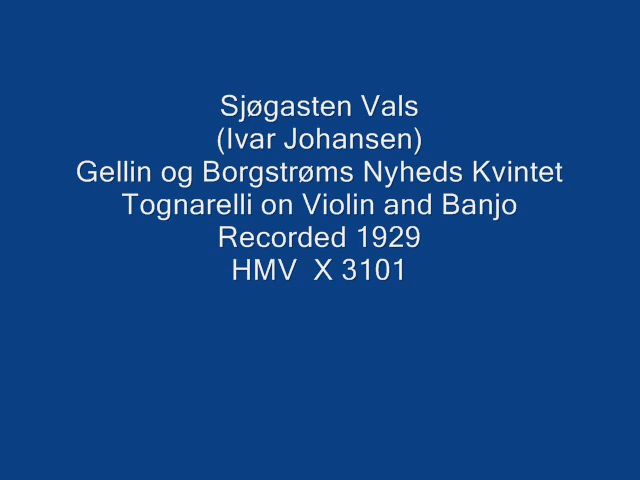 Sjøgasten Vals
(Ivar Johansen)
Gellin og Borgstrøms Nyheds Kvintet
Tognarelli on Violin and Banjo
Recorded 1929
HMV  X 3101